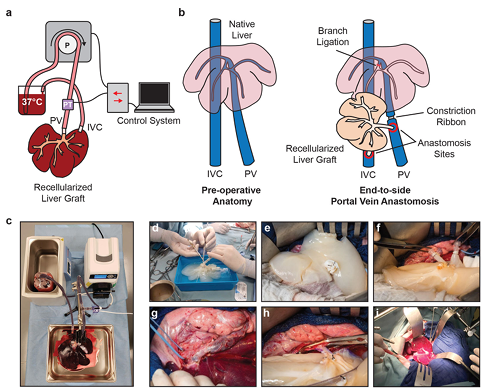 a
P
37°C
PV
IVC
Control System
Recellularized
Liver Graft
b
Native
Liver
IVC
PV
Pre-operative
Anatomy
Branch
Ligation
Constriction
Ribbon
Anastomosis
Sites
Recellularized
Liver Graft
IVC
PV
End-to-side
Portal Vein Anastomosis
c
d
e
f
g
h
i